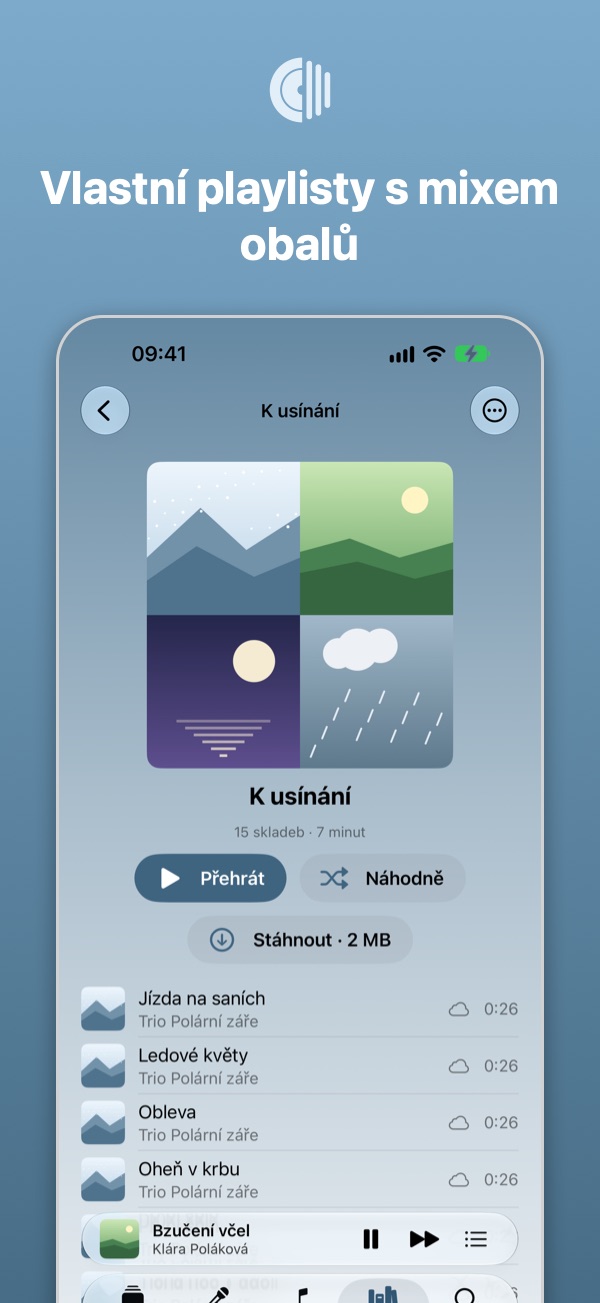 Vlastní playlisty s mixem
obalů
09:41
K usínání
K usínání
15 skladeb · 7 minut
Přehrát
Náhodně
Stáhnout · 2 MB
Jízda na saních
0:26
Trio Polární záře
Ledové květy
0:26
Trio Polární záře
Obleva
0:26
Trio Polární záře
Oheň v krbu
0:26
Trio Polární záře
Bzučení včel
Klára Poláková